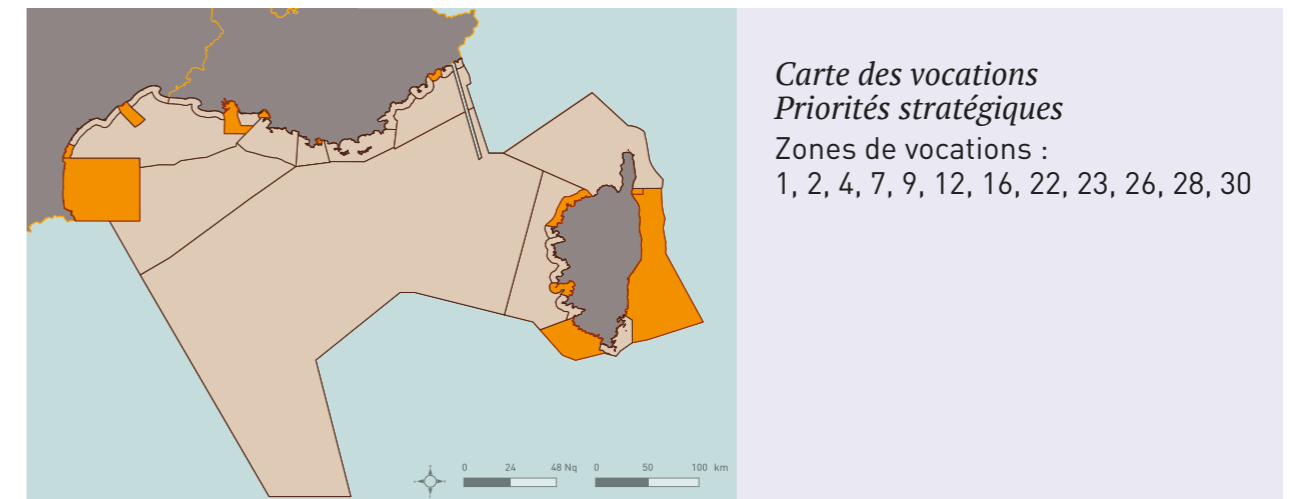 Carte des vocations
Priorités stratégiques
Zones de vocations :
1, 2, 4, 7, 9, 12, 16, 22, 23, 26, 28, 30
0 24 48 Nq 0 50 100 km